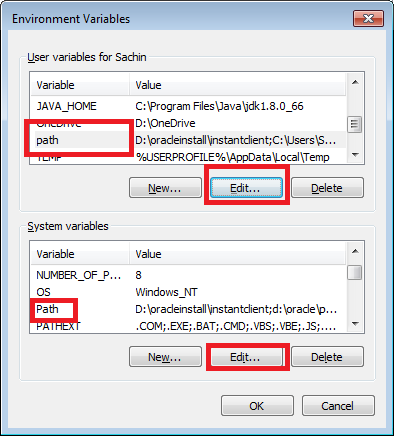 Environment Variables
User variables for Sachin
Variable Value
JAVA_HOME C:\Program Files\Java\jdk1.8.0_66
OneDrive D:\OneDrive
path D:\oracleinstall\instantclient;C:\Users\S...
TEMP %USERPROFILE%\AppData\Local\Temp
New... Edit... Delete
System variables
Variable Value
NUMBER_OF_P... 8
OS Windows_NT
Path D:\oracleinstall\instantclient;d:\oracle\p...
PATHEXT .COM;.EXE;.BAT;.CMD;.VBS;.VBE;.JS;....
New... Edit... Delete
OK Cancel